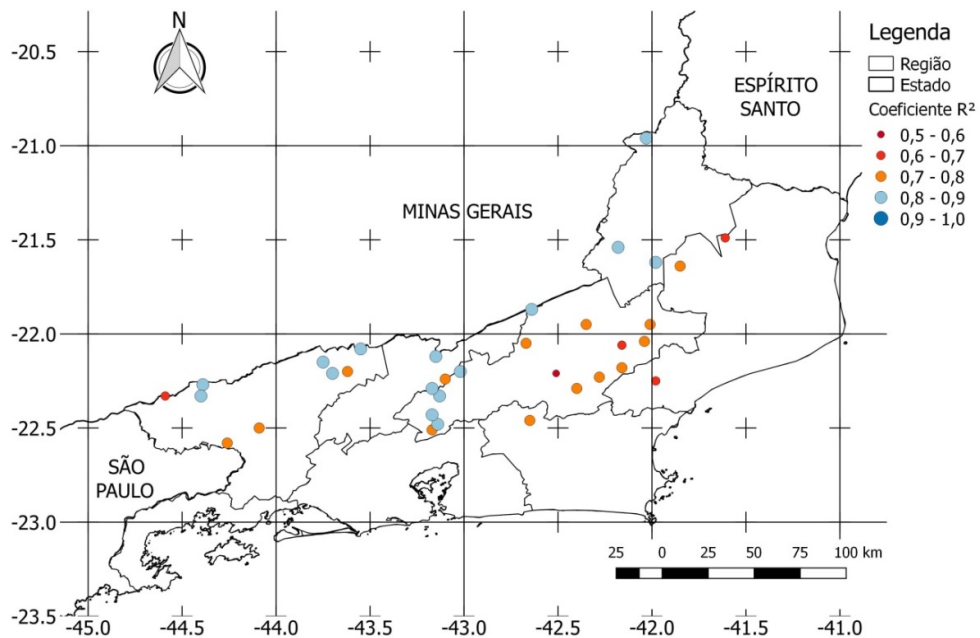 N
-20.5
-21.0
-21.5
-22.0
-22.5
-23.0
-23.5
ESPÍRITO
SANTO
MINAS GERAIS
SÃO
PAULO
Legenda
Região
Estado
Coeficiente R²
0,5 - 0,6
0,6 - 0,7
0,7 - 0,8
0,8 - 0,9
0,9 - 1,0
25 0 25 50 75 100 km
-45.0 -44.5 -44.0 -43.5 -43.0 -42.5 -42.0 -41.5 -41.0